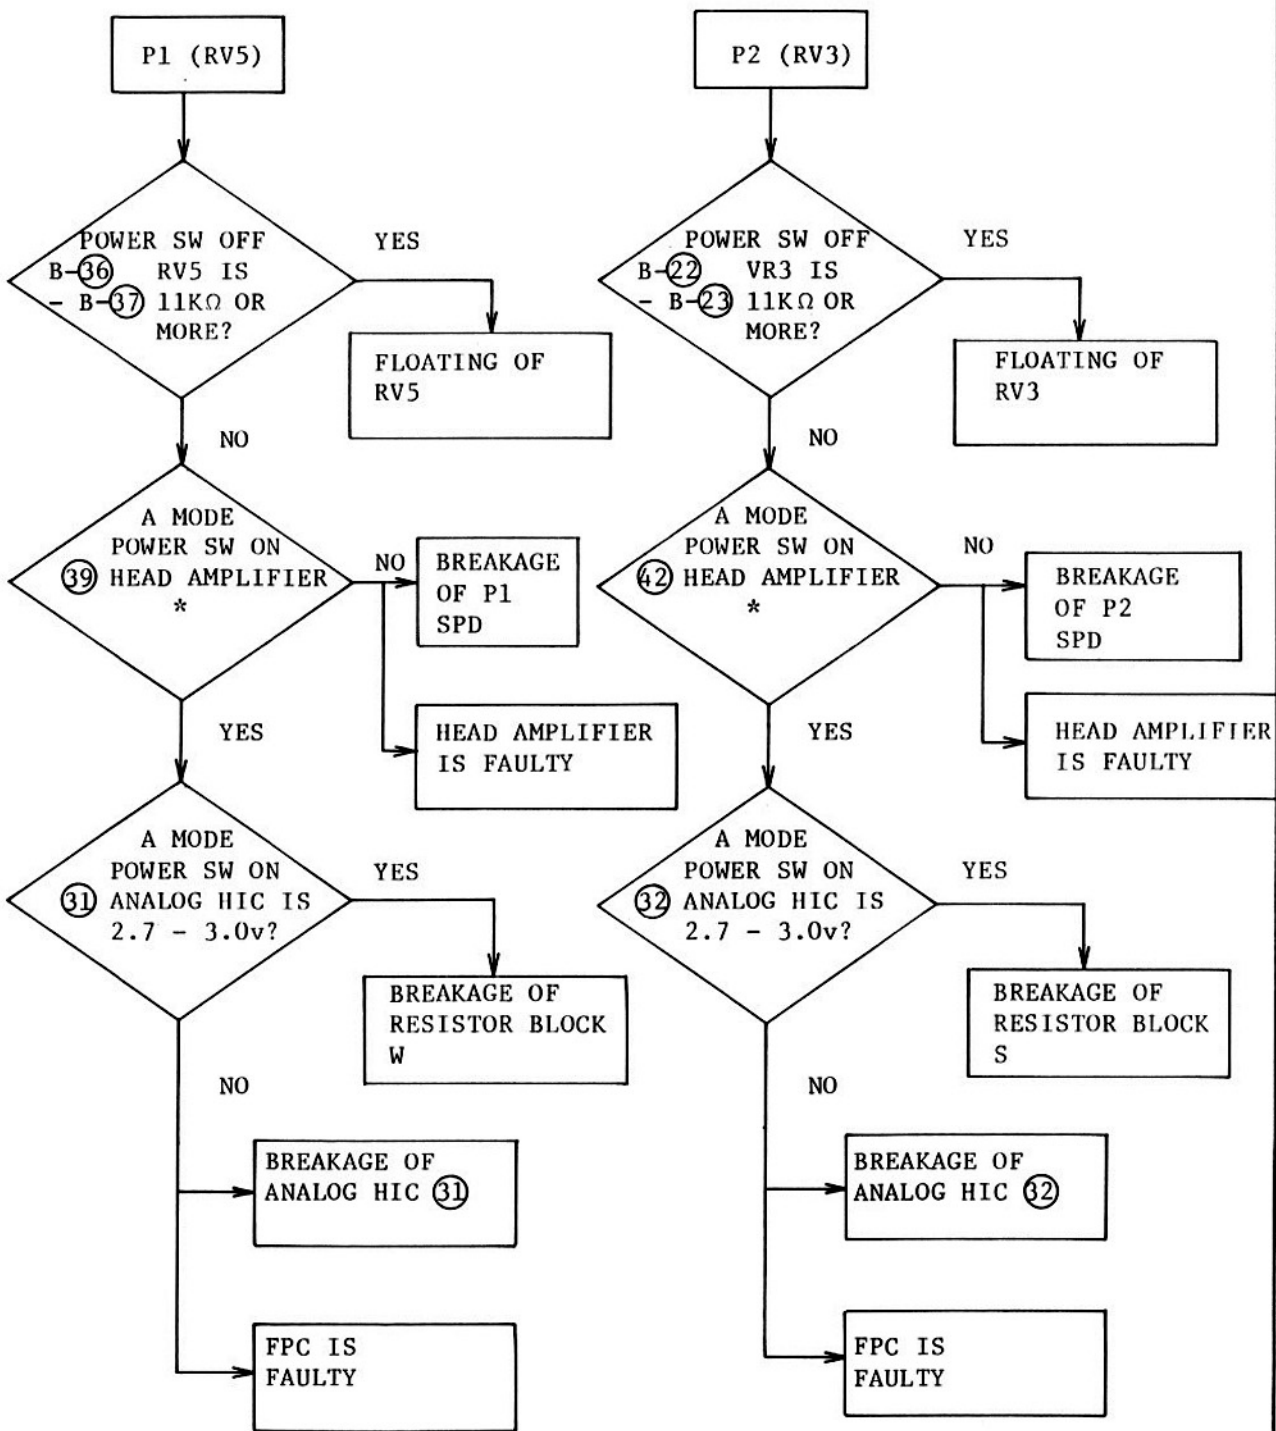 P1 (RV5)
POWER SW OFF
B-36 RV5 IS
- B-37 11KΩ OR
MORE?
YES
FLOATING OF
RV5
NO
A MODE
POWER SW ON
39 HEAD AMPLIFIER
*
NO
BREAKAGE
OF P1
SPD
HEAD AMPLIFIER
IS FAULTY
YES
A MODE
POWER SW ON
31 ANALOG HIC IS
2.7 - 3.0v?
YES
BREAKAGE OF
RESISTOR BLOCK
W
NO
BREAKAGE OF
ANALOG HIC 31
FPC IS
FAULTY
P2 (RV3)
POWER SW OFF
B-22 VR3 IS
- B-23 11KΩ OR
MORE?
YES
FLOATING OF
RV3
NO
A MODE
POWER SW ON
42 HEAD AMPLIFIER
*
NO
BREAKAGE
OF P2
SPD
HEAD AMPLIFIER
IS FAULTY
YES
A MODE
POWER SW ON
32 ANALOG HIC IS
2.7 - 3.0v?
YES
BREAKAGE OF
RESISTOR BLOCK
S
NO
BREAKAGE OF
ANALOG HIC 32
FPC IS
FAULTY